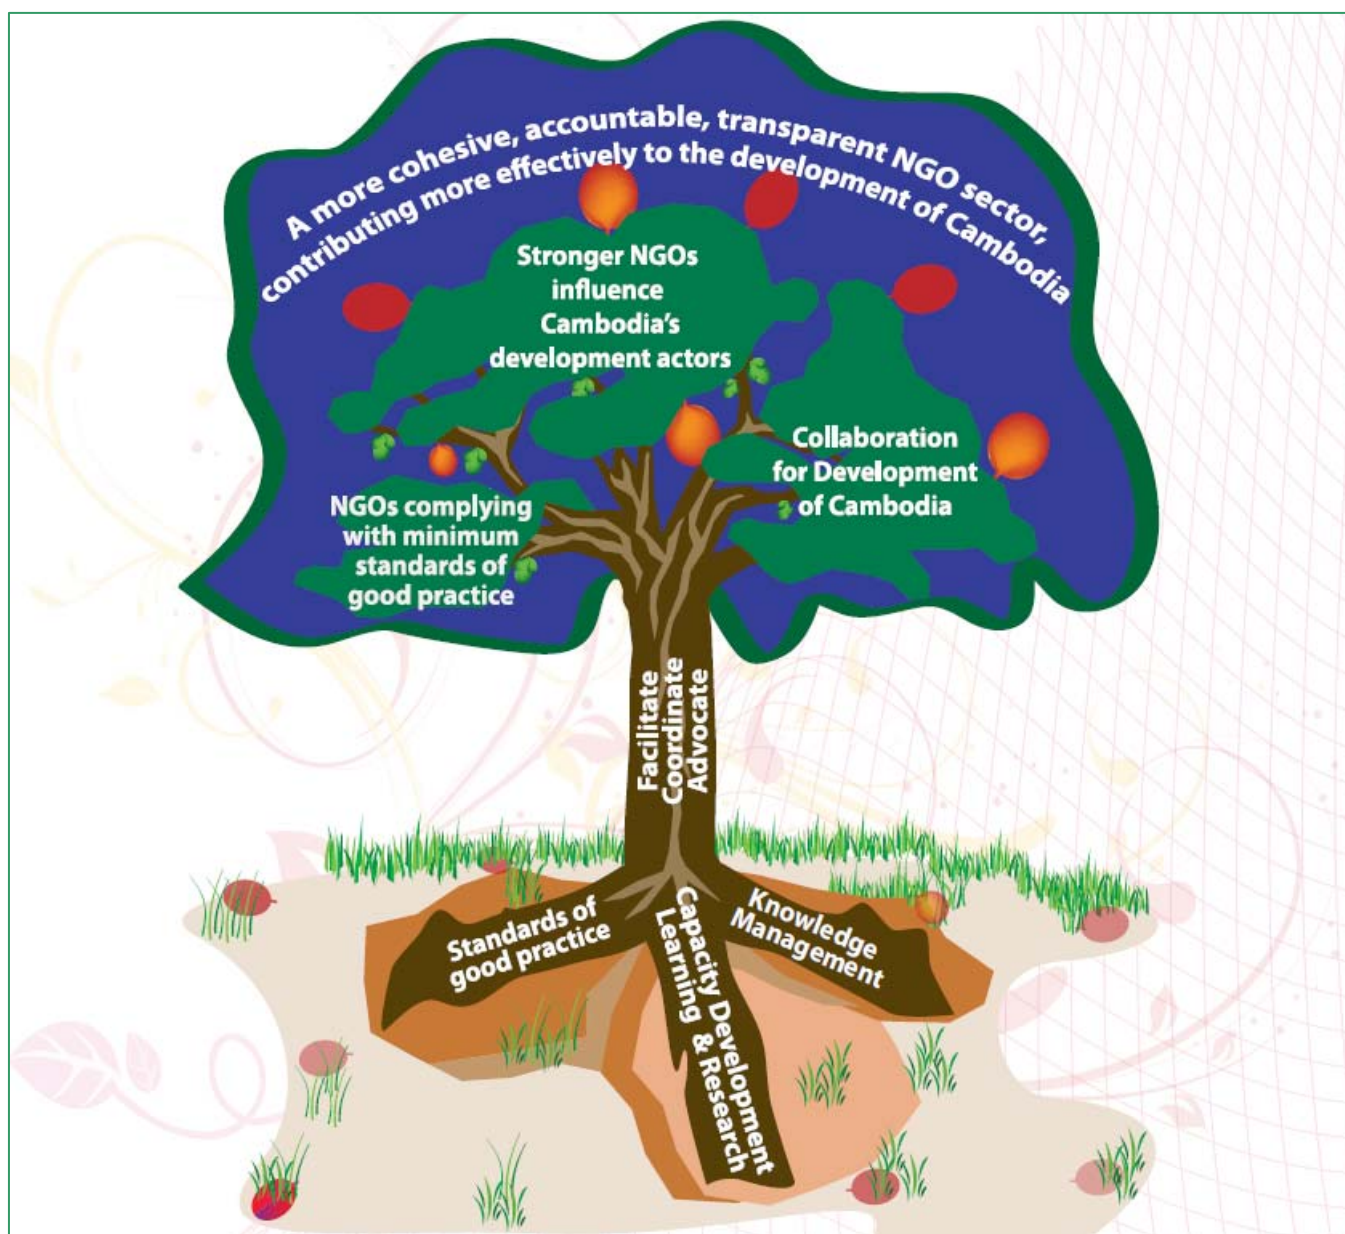 A more cohesive, accountable, transparent NGO sector,
contributing more effectively to the development of Cambodia
Stronger NGOs
influence
Cambodia's
development actors
Collaboration
for Development
of Cambodia
NGOs complying
with minimum
standards of
good practice
Facilitate
Coordinate
Advocate
Standards of
good practice
Capacity Development
Learning & Research
Knowledge
Management